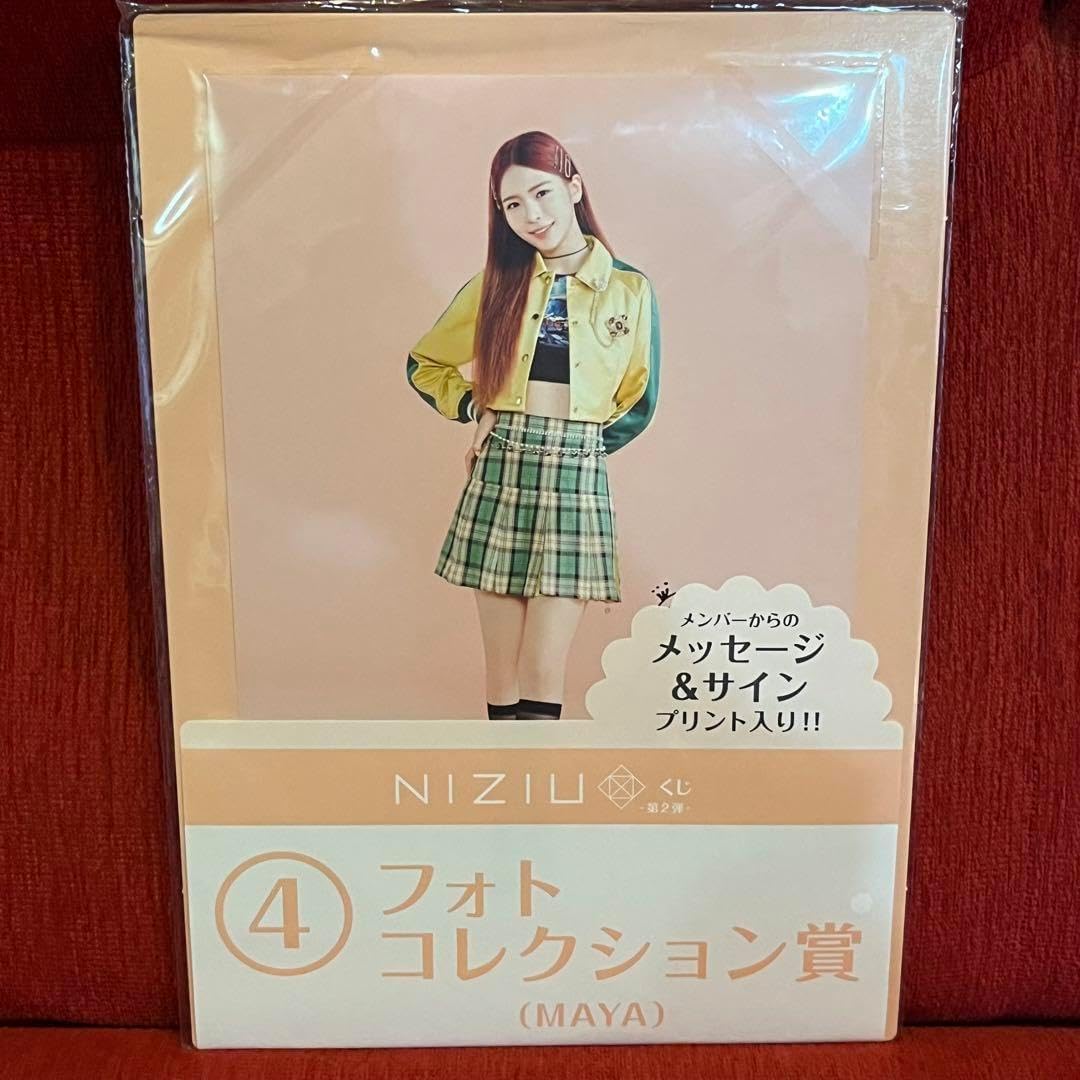 メンバーからの
メッセージ
&サイン
プリント入り!!
NIZIU くじ
-第2弾-
④ フォト
コレクション賞
(MAYA)